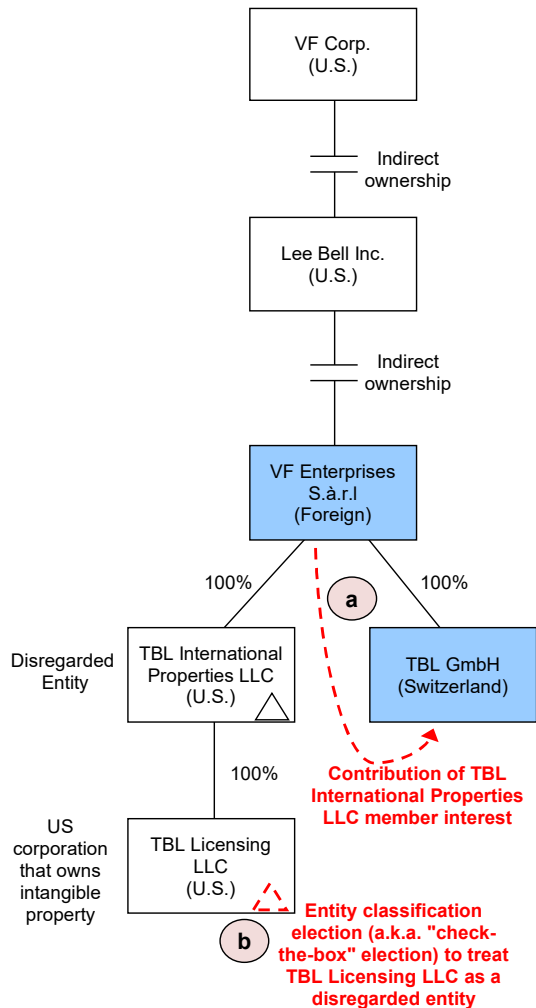 VF Corp.
(U.S.)
Indirect
ownership
Lee Bell Inc.
(U.S.)
Indirect
ownership
VF Enterprises
S.à.r.l
(Foreign)
100%
a
100%
Disregarded
Entity
TBL International
Properties LLC
(U.S.)
TBL GmbH
(Switzerland)
Contribution of TBL
International Properties
LLC member interest
100%
US
corporation
that owns
intangible
property
TBL Licensing
LLC
(U.S.)
b
Entity classification
election (a.k.a. "check-
the-box" election) to treat
TBL Licensing LLC as a
disregarded entity